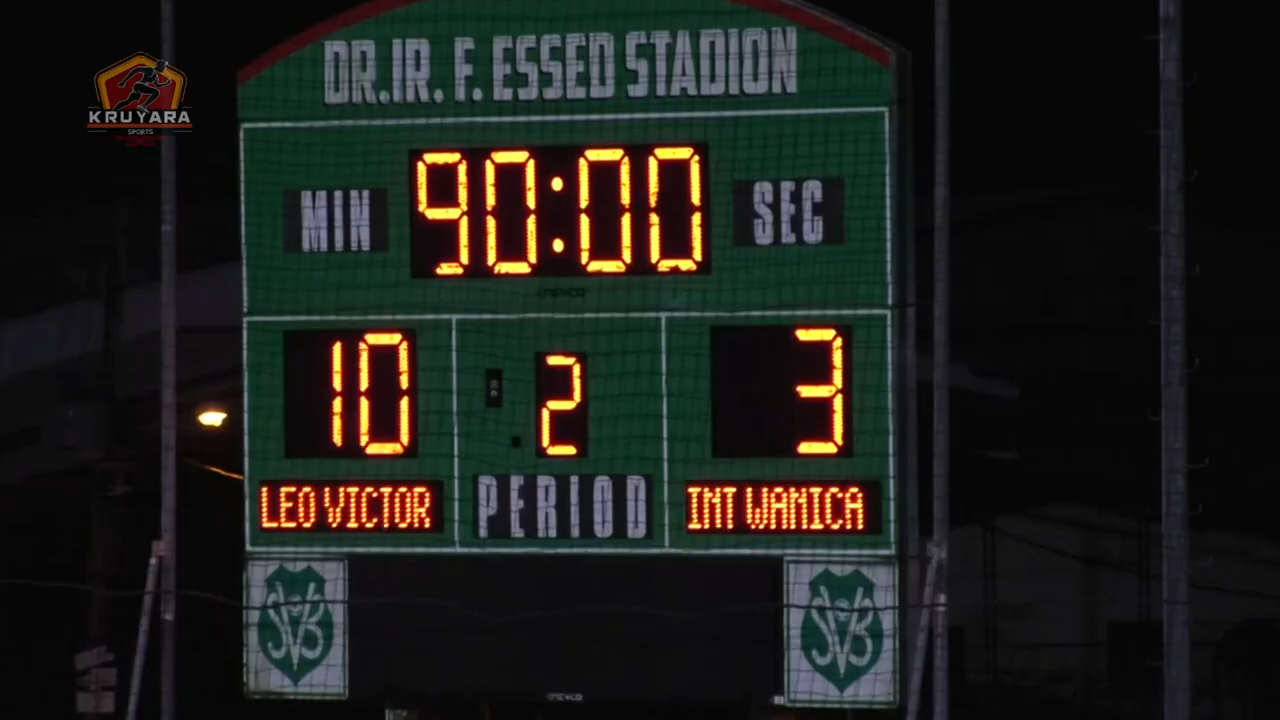 DR.IR. F. ESSED STADION
KRUYARA
SPORTS
MIN 90:00 SEC
10 2 3
LEO VICTOR PERIOD INT WANICA
SVB SVB